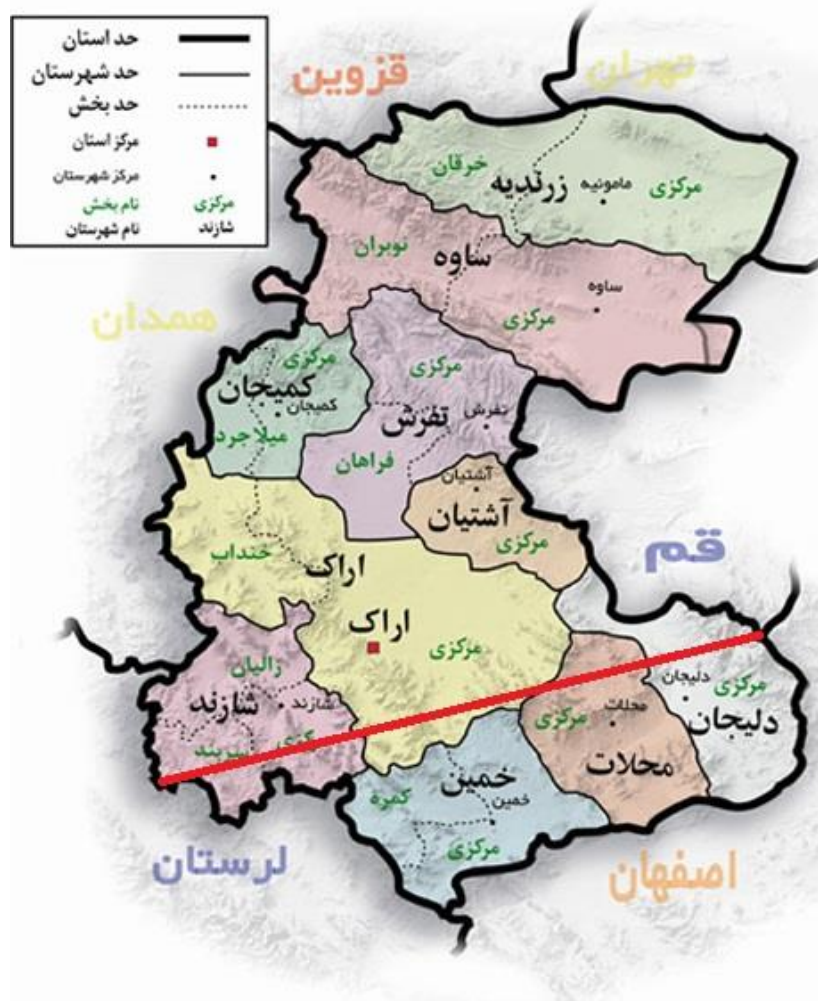 حد استان
حد شهرستان
حد بخش
مرکز استان
مرکز شهرستان
نام بخش مرکزی
نام شهرستان شازند
قزوین
تهران
خرقان
زرندیه
مامونیه
مرکزی
نوبران
ساوه
ساوه
مرکزی
همدان
مرکزی
کمیجان
کمیجان
میلاجرد
مرکزی
تفرش
تفرش
فراهان
آشتیان
آشتیان
مرکزی
قم
خنداب
اراک
اراک
مرکزی
زالیان
شازند
شازند
سربند
مرکزی
محلات
محلات
دلیجان
مرکزی
دلیجان
خمین
خمین
کمره
مرکزی
لرستان
اصفهان